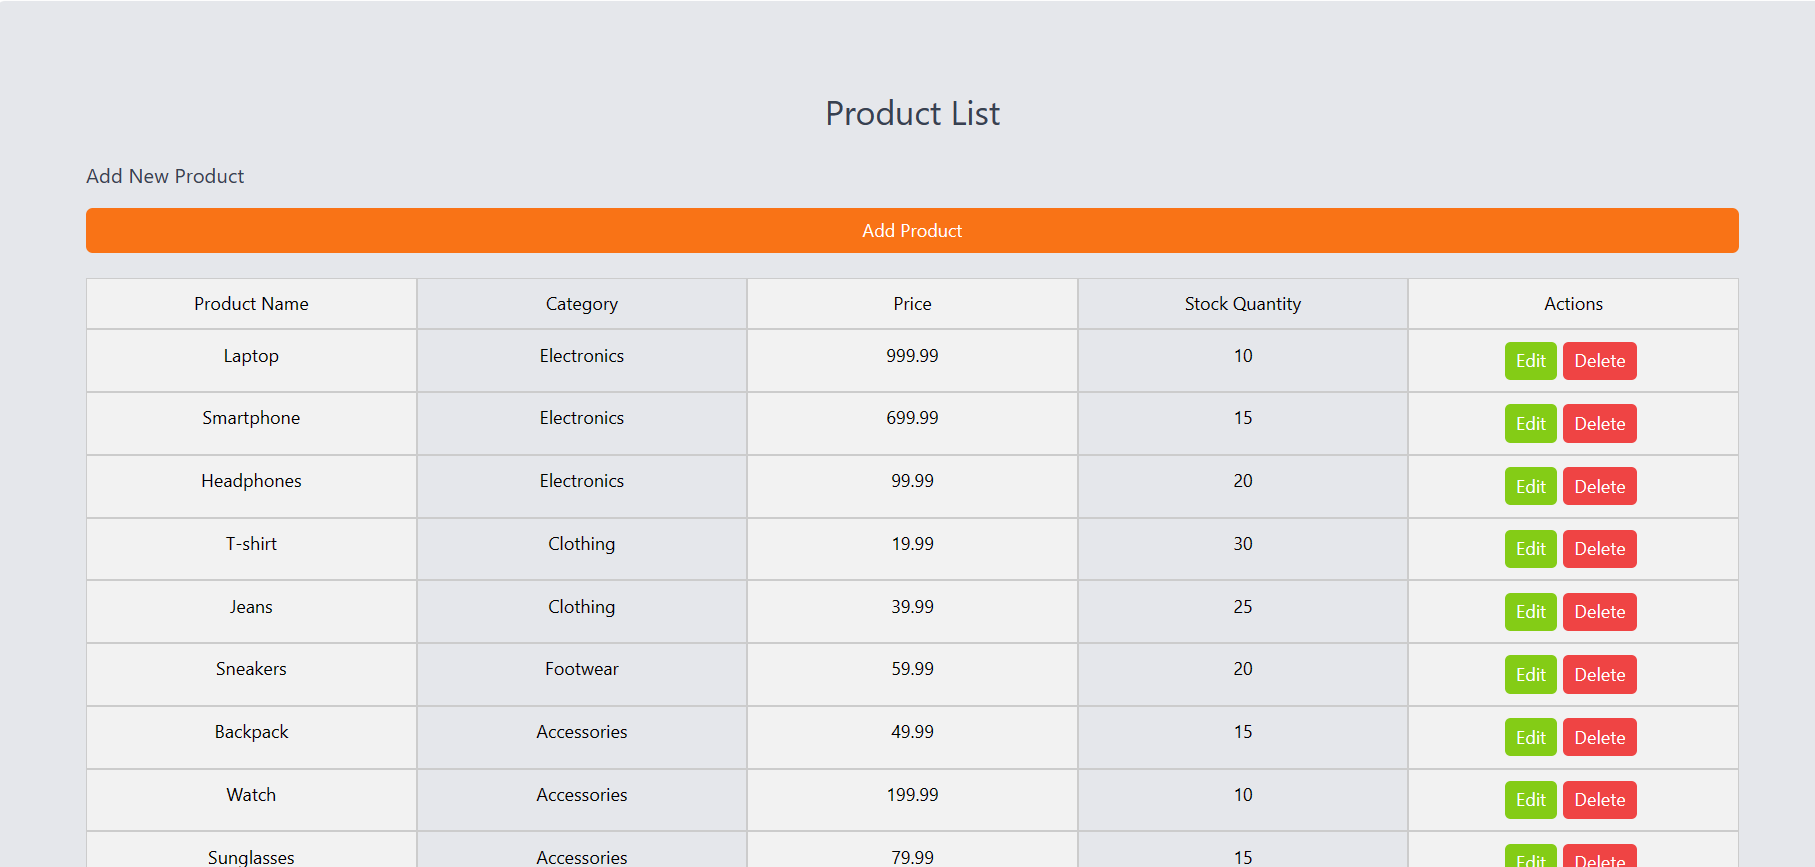 Product List
Add New Product
Add Product
Product Name Category Price Stock Quantity Actions
Laptop Electronics 999.99 10 Edit Delete
Smartphone Electronics 699.99 15 Edit Delete
Headphones Electronics 99.99 20 Edit Delete
T-shirt Clothing 19.99 30 Edit Delete
Jeans Clothing 39.99 25 Edit Delete
Sneakers Footwear 59.99 20 Edit Delete
Backpack Accessories 49.99 15 Edit Delete
Watch Accessories 199.99 10 Edit Delete
Sunglasses Accessories 79.99 15 Edit Delete